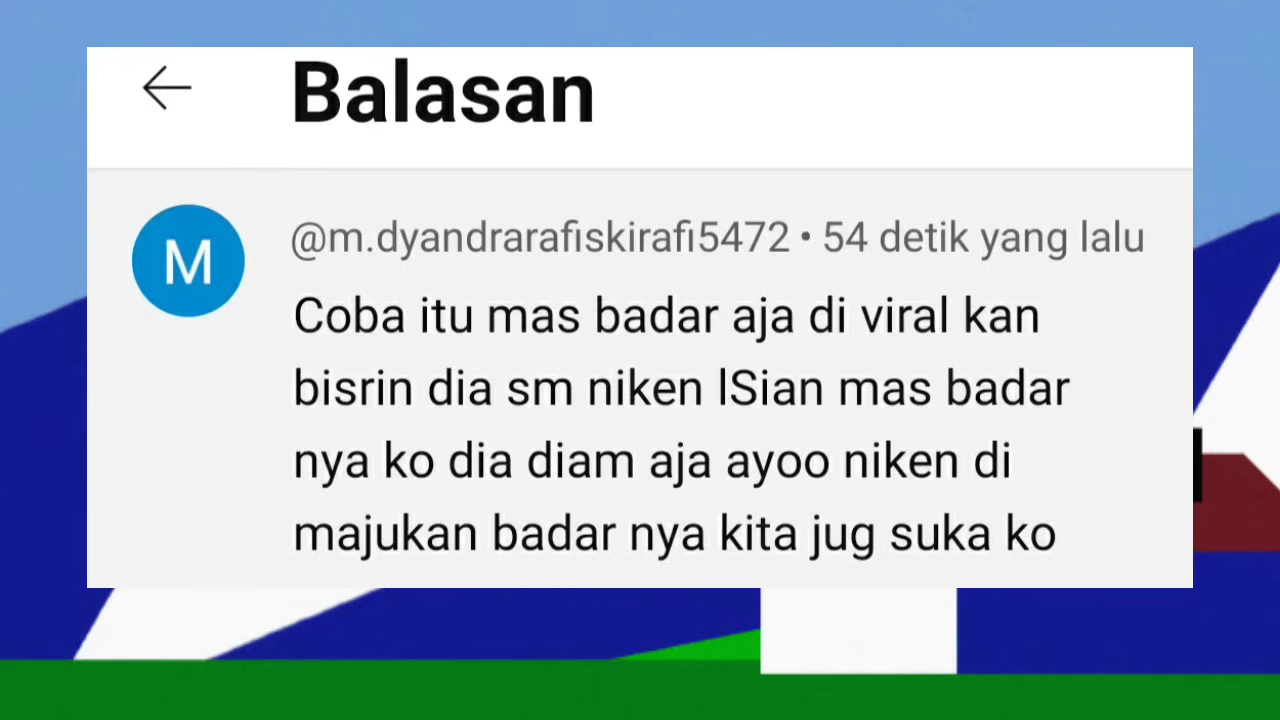 Balasan
M
@m.dyandrarafiskirafi5472 • 54 detik yang lalu
Coba itu mas badar aja di viral kan
bisrin dia sm niken lSian mas badar
nya ko dia diam aja ayoo niken di
majukan badar nya kita jug suka ko